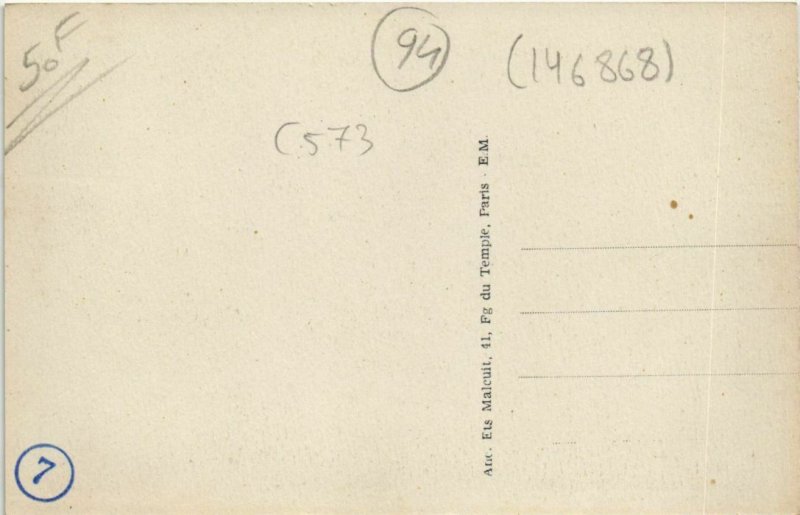 50F
94
(146868)
C573
Anc. Ets Malcuit, 41, Fg du Temple, Paris - E.M.
7